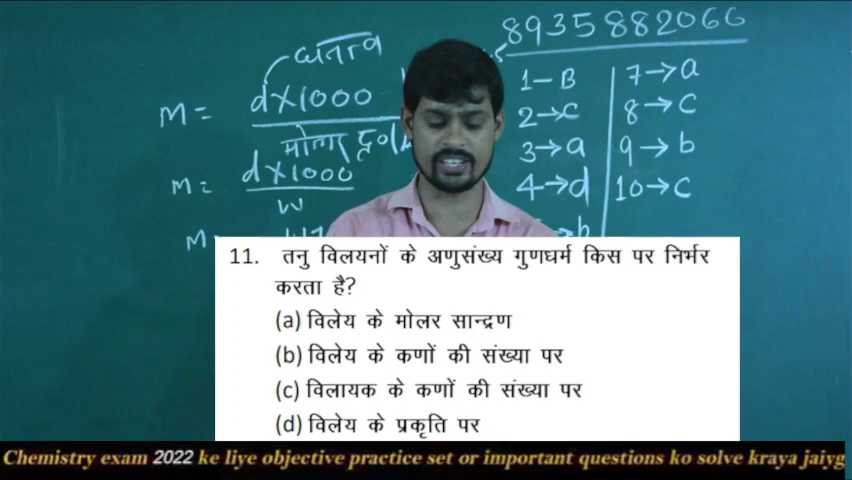 8935882066
घनत्व
M = d×1000
मोलर द्रव्य
M = d×1000
W
M =
1-B
2→c
3→a
4→d
b
7→a
8→c
9→b
10→c
11. तनु विलयनों के अणुसंख्य गुणधर्म किस पर निर्भर
करता है?
(a) विलेय के मोलर सान्द्रण
(b) विलेय के कणों की संख्या पर
(c) विलायक के कणों की संख्या पर
(d) विलेय के प्रकृति पर
Chemistry exam 2022 ke liye objective practice set or important questions ko solve kraya jaiyg